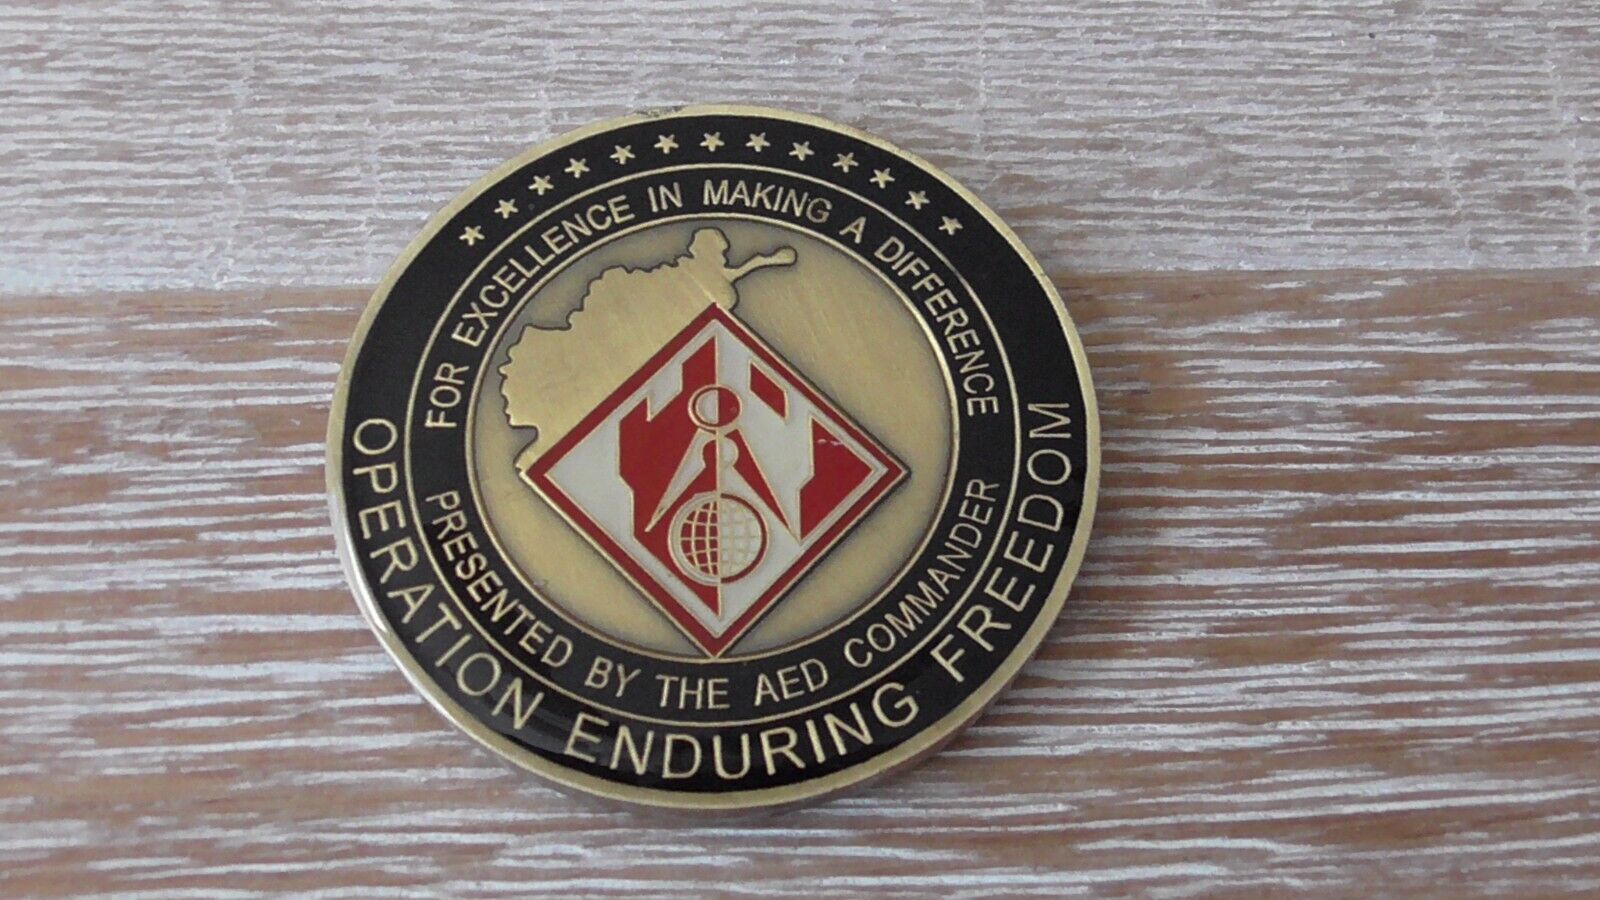 FOR EXCELLENCE IN MAKING A DIFFERENCE
PRESENTED BY THE AED COMMANDER
OPERATION ENDURING FREEDOM